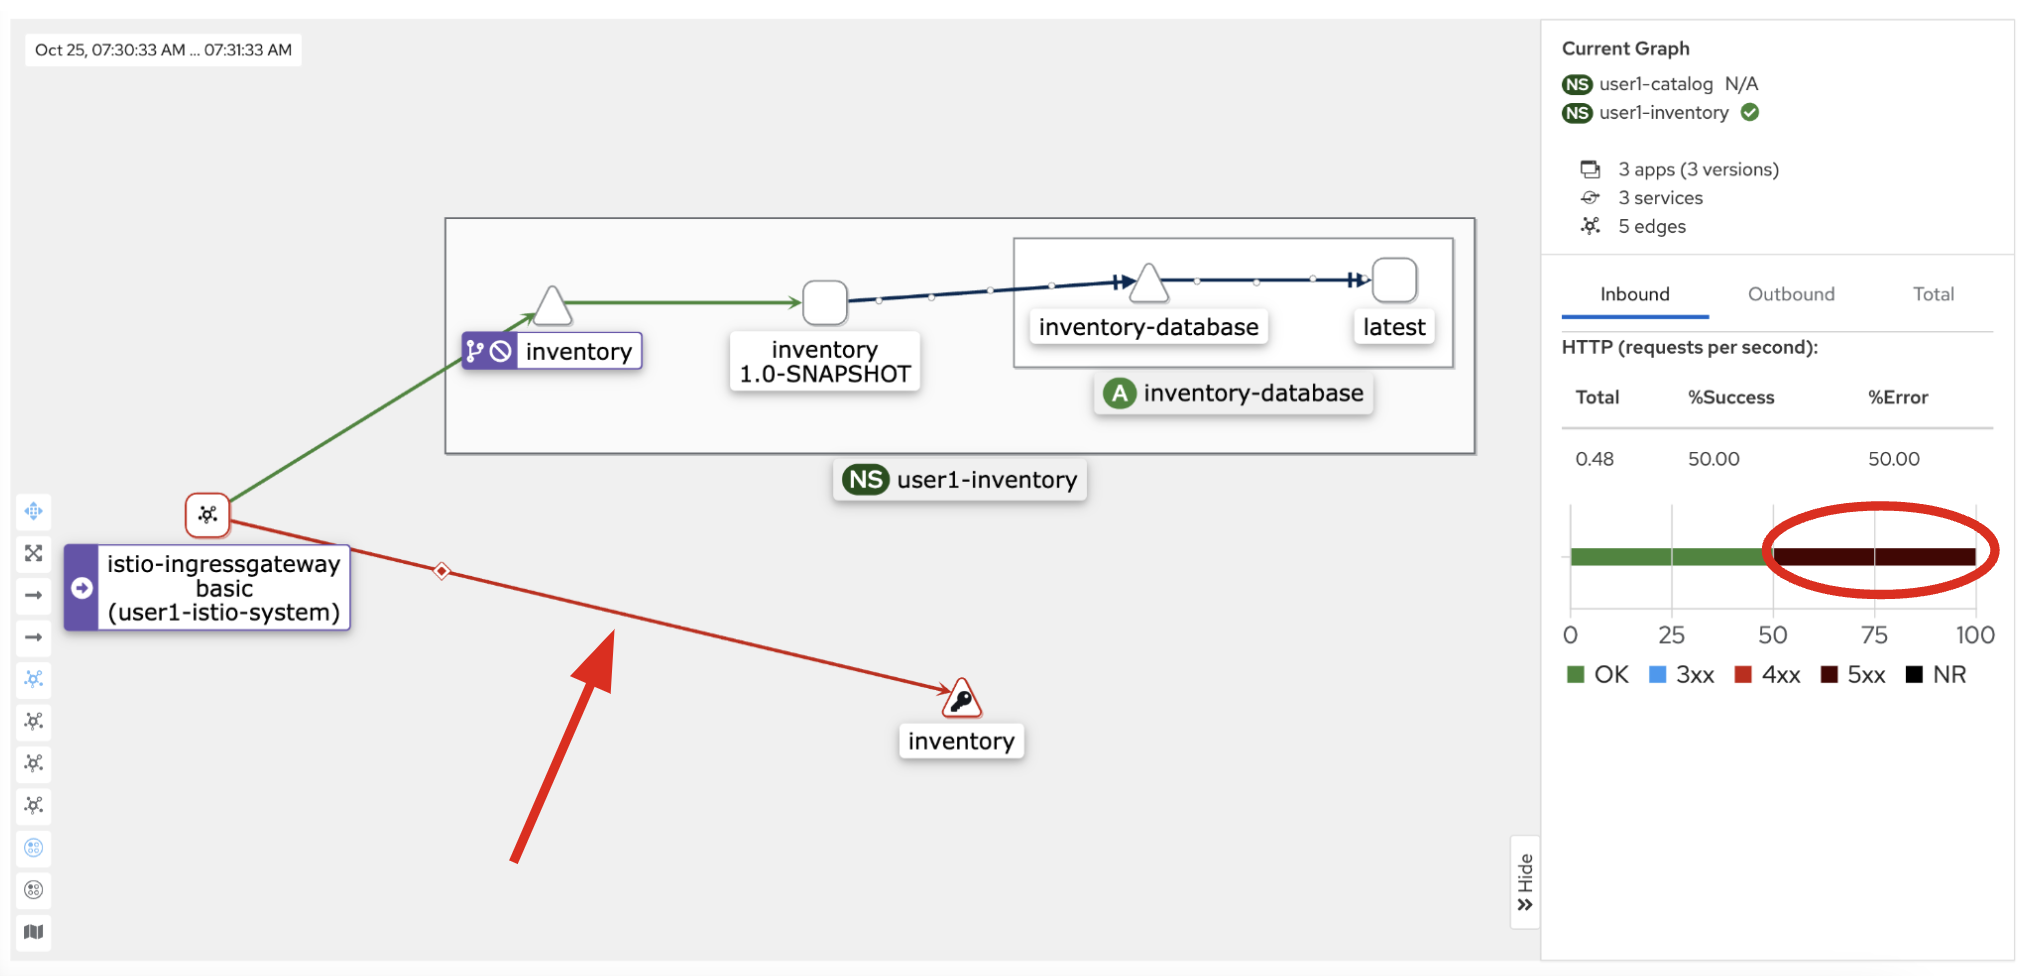 Oct 25, 07:30:33 AM ... 07:31:33 AM
inventory
inventory
1.0-SNAPSHOT
inventory-database
latest
A inventory-database
NS user1-inventory
istio-ingressgateway
basic
(user1-istio-system)
inventory
Hide
Current Graph
NS user1-catalog N/A
NS user1-inventory
3 apps (3 versions)
3 services
5 edges
Inbound Outbound Total
HTTP (requests per second):
Total %Success %Error
0.48 50.00 50.00
0 25 50 75 100
OK 3xx 4xx 5xx NR